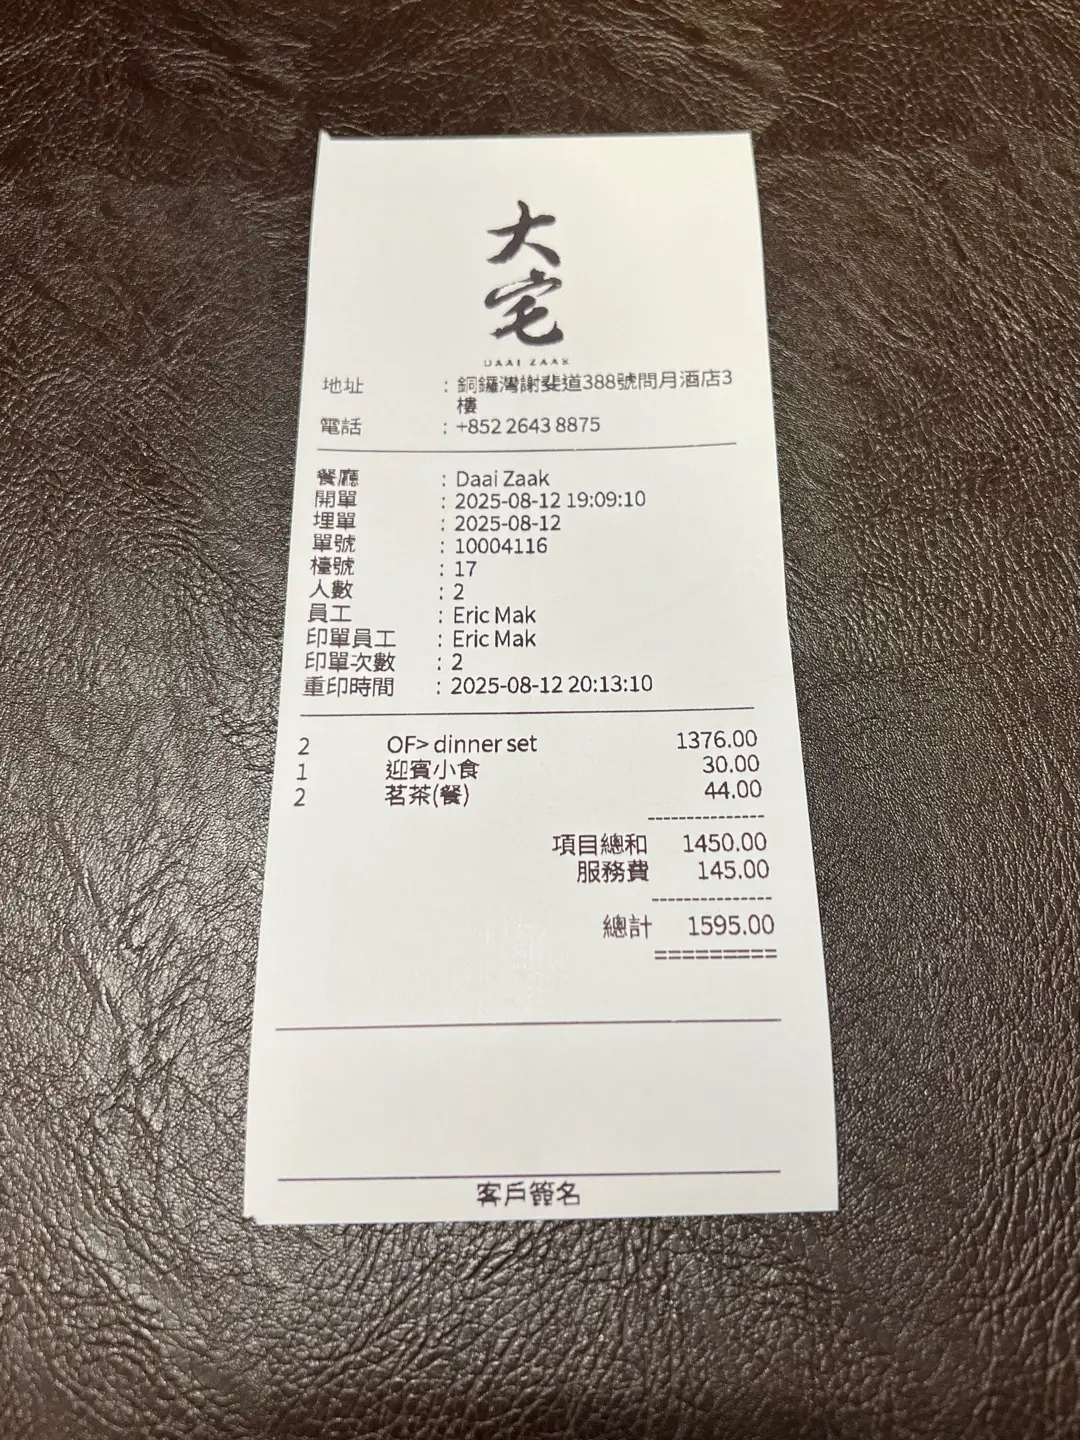 大宅
DAAI ZAAK
地址 : 銅鑼灣謝斐道388號問月酒店3
樓
電話 : +852 2643 8875
餐廳 : Daai Zaak
開單 : 2025-08-12 19:09:10
埋單 : 2025-08-12
單號 : 10004116
檯號 : 17
人數 : 2
員工 : Eric Mak
印單員工 : Eric Mak
印單次數 : 2
重印時間 : 2025-08-12 20:13:10
2 OF> dinner set 1376.00
1 迎賓小食 30.00
2 茗茶(餐) 44.00
---------------
項目總和 1450.00
服務費 145.00
---------------
總計 1595.00
=========
客戶簽名